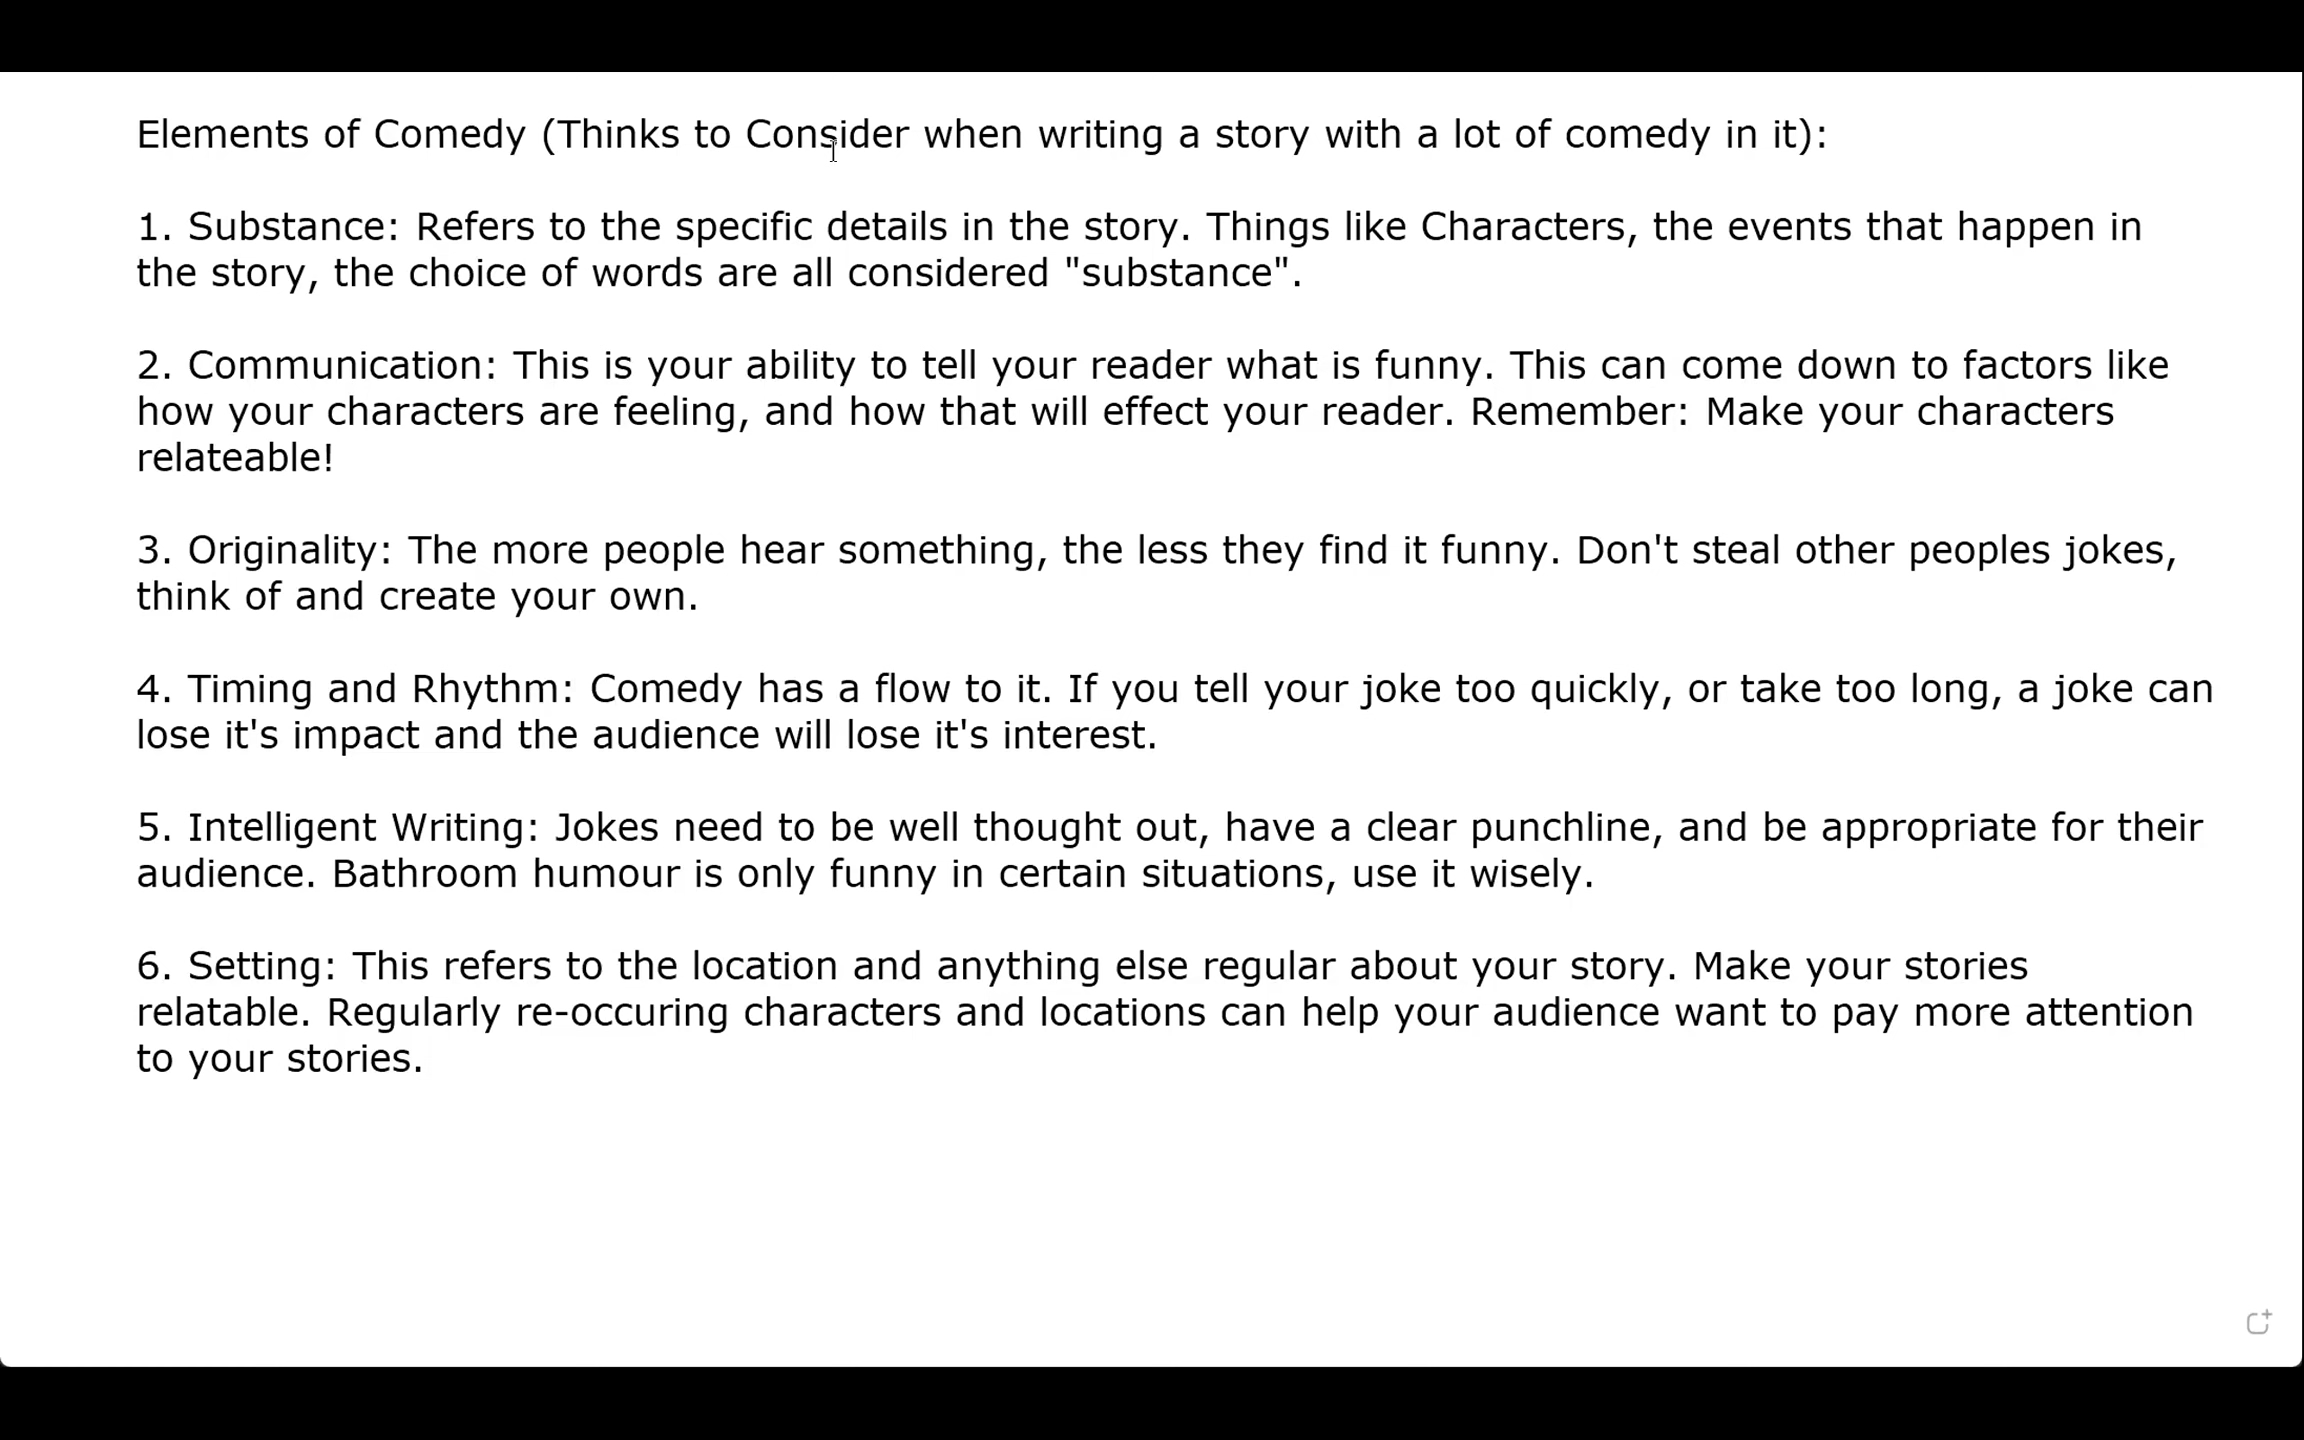 Elements of Comedy (Thinks to Consider when writing a story with a lot of comedy in it):
1. Substance: Refers to the specific details in the story. Things like Characters, the events that happen in
the story, the choice of words are all considered "substance".
2. Communication: This is your ability to tell your reader what is funny. This can come down to factors like
how your characters are feeling, and how that will effect your reader. Remember: Make your characters
relateable!
3. Originality: The more people hear something, the less they find it funny. Don't steal other peoples jokes,
think of and create your own.
4. Timing and Rhythm: Comedy has a flow to it. If you tell your joke too quickly, or take too long, a joke can
lose it's impact and the audience will lose it's interest.
5. Intelligent Writing: Jokes need to be well thought out, have a clear punchline, and be appropriate for their
audience. Bathroom humour is only funny in certain situations, use it wisely.
6. Setting: This refers to the location and anything else regular about your story. Make your stories
relatable. Regularly re-occuring characters and locations can help your audience want to pay more attention
to your stories.